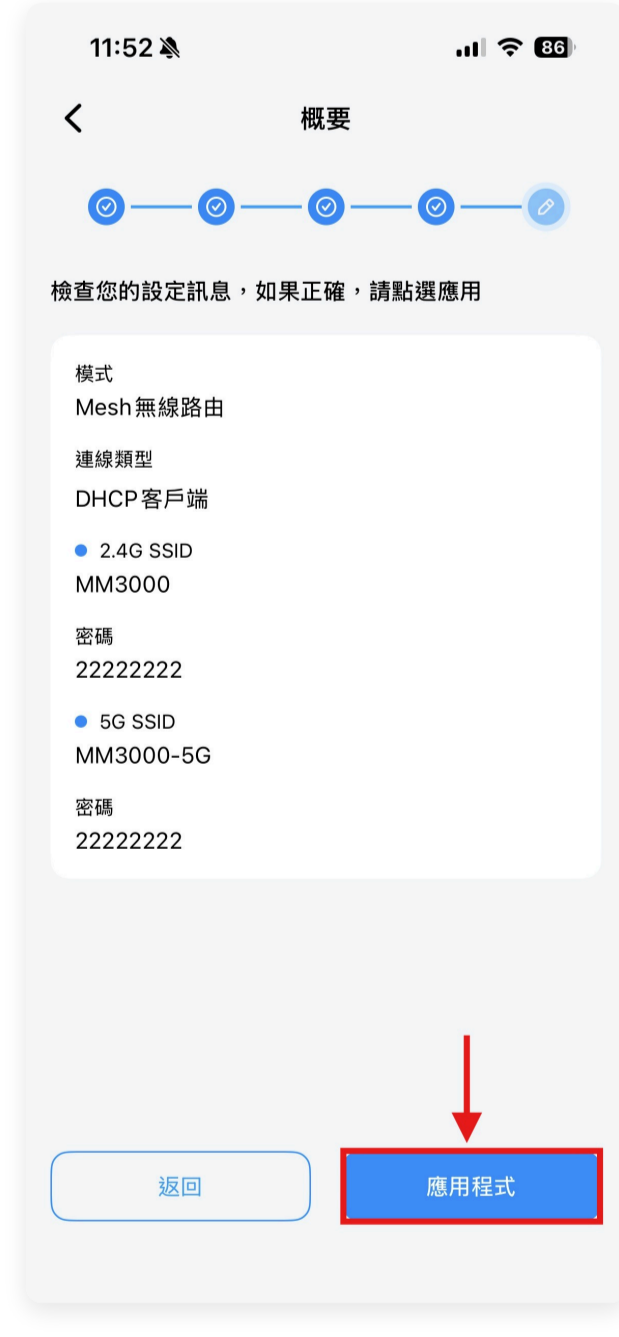 11:52
86
概要
檢查您的設定訊息，如果正確，請點選應用
模式
Mesh無線路由
連線類型
DHCP客戶端
2.4G SSID
MM3000
密碼
22222222
5G SSID
MM3000-5G
密碼
22222222
返回
應用程式